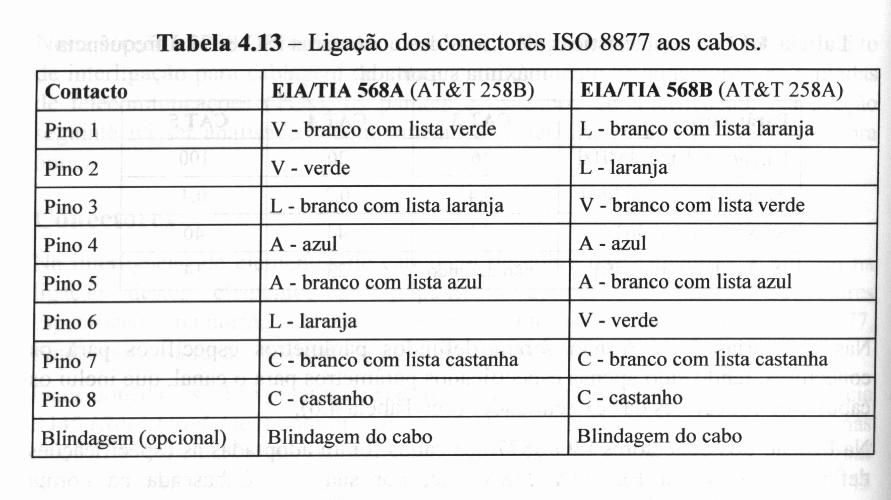 Tabela 4.13 – Ligação dos conectores ISO 8877 aos cabos.
Contacto EIA/TIA 568A (AT&T 258B) EIA/TIA 568B (AT&T 258A)
Pino 1 V - branco com lista verde L - branco com lista laranja
Pino 2 V - verde L - laranja
Pino 3 L - branco com lista laranja V - branco com lista verde
Pino 4 A - azul A - azul
Pino 5 A - branco com lista azul A - branco com lista azul
Pino 6 L - laranja V - verde
Pino 7 C - branco com lista castanha C - branco com lista castanha
Pino 8 C - castanho C - castanho
Blindagem (opcional) Blindagem do cabo Blindagem do cabo